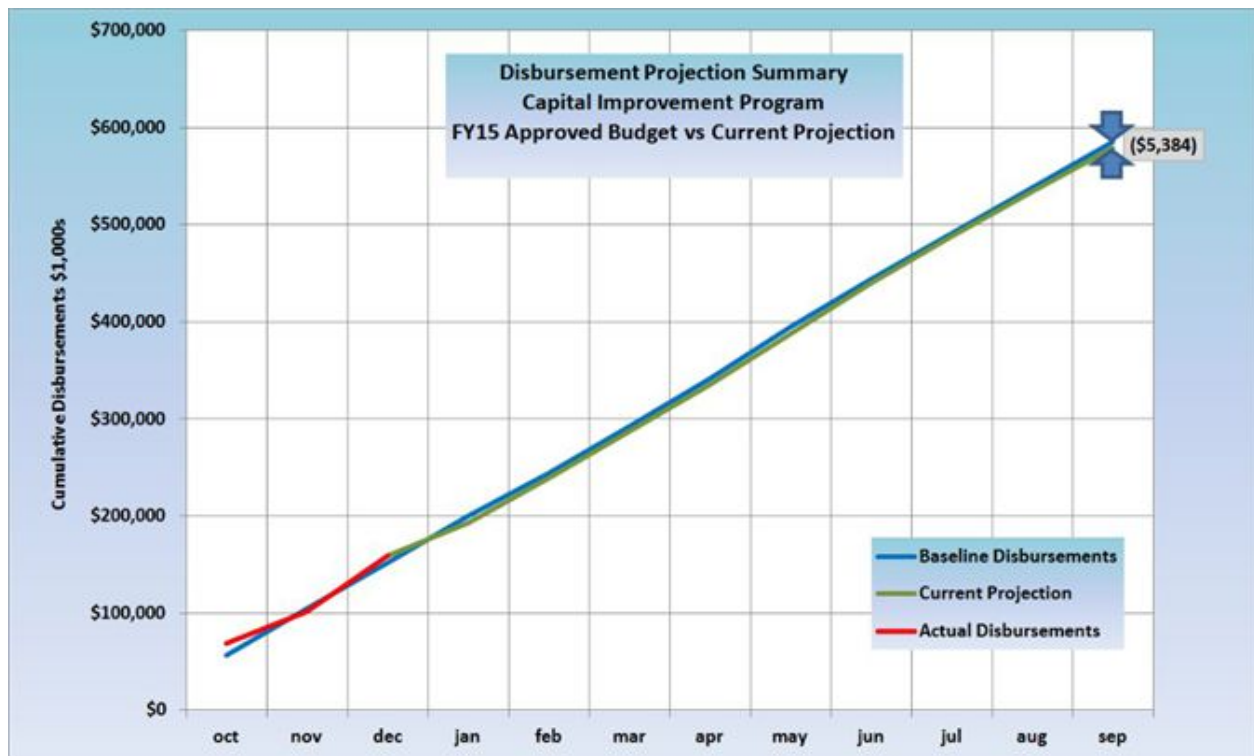 Disbursement Projection Summary
Capital Improvement Program
FY15 Approved Budget vs Current Projection
Cumulative Disbursements $1,000s
$700,000
$600,000
$500,000
$400,000
$300,000
$200,000
$100,000
$0
($5,384)
Baseline Disbursements
Current Projection
Actual Disbursements
oct nov dec jan feb mar apr may jun jul aug sep